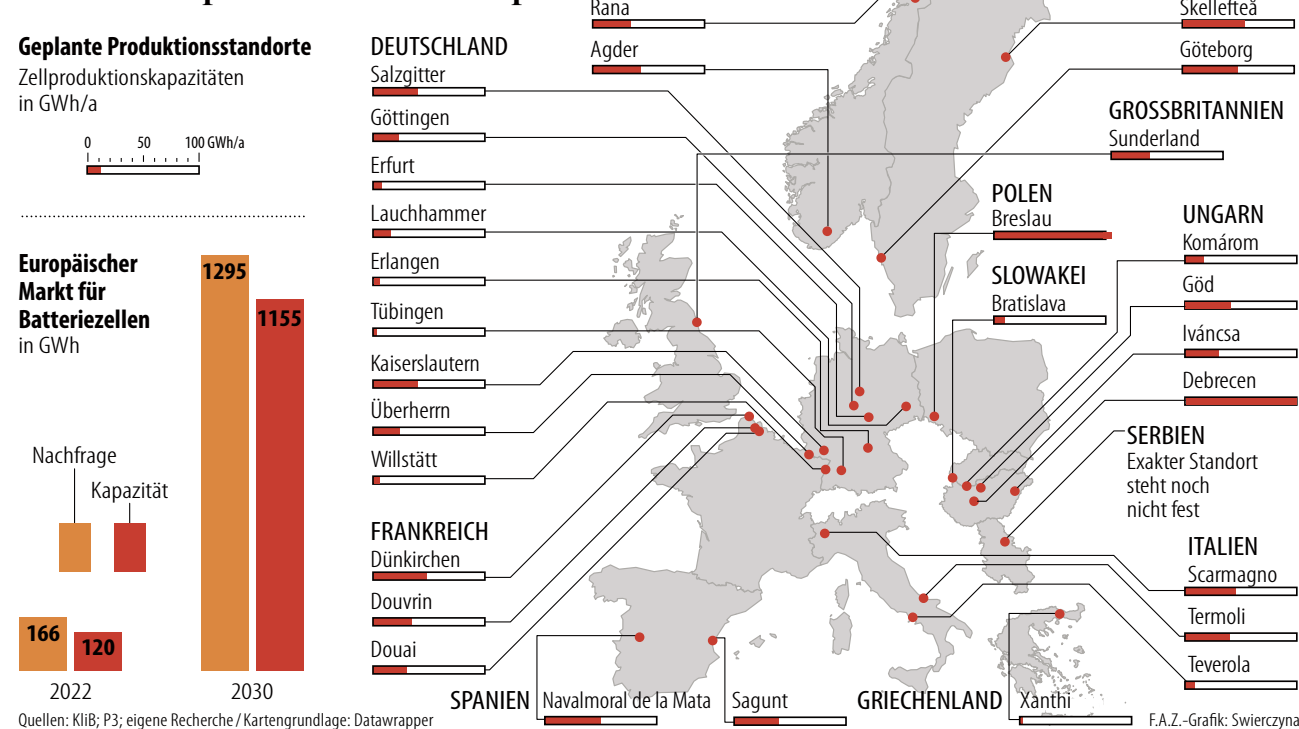 Rana
Agder
Skellefteå
Göteborg
Geplante Produktionsstandorte
Zellproduktionskapazitäten
in GWh/a
0 50 100 GWh/a
DEUTSCHLAND
Salzgitter
Göttingen
Erfurt
Lauchhammer
Erlangen
Tübingen
Kaiserslautern
Überherrn
Willstätt
FRANKREICH
Dünkirchen
Douvrin
Douai
GROSSBRITANNIEN
Sunderland
POLEN
Breslau
SLOWAKEI
Bratislava
UNGARN
Komárom
Göd
Iváncsa
Debrecen
SERBIEN
Exakter Standort
steht noch
nicht fest
ITALIEN
Scarmagno
Termoli
Teverola
SPANIEN
Navalmoral de la Mata
Sagunt
GRIECHENLAND
Xanthi
Europäischer
Markt für
Batteriezellen
in GWh
Nachfrage
Kapazität
166
120
1295
1155
2022
2030
Quellen: KliB; P3; eigene Recherche / Kartengrundlage: Datawrapper
F.A.Z.-Grafik: Swierczyna